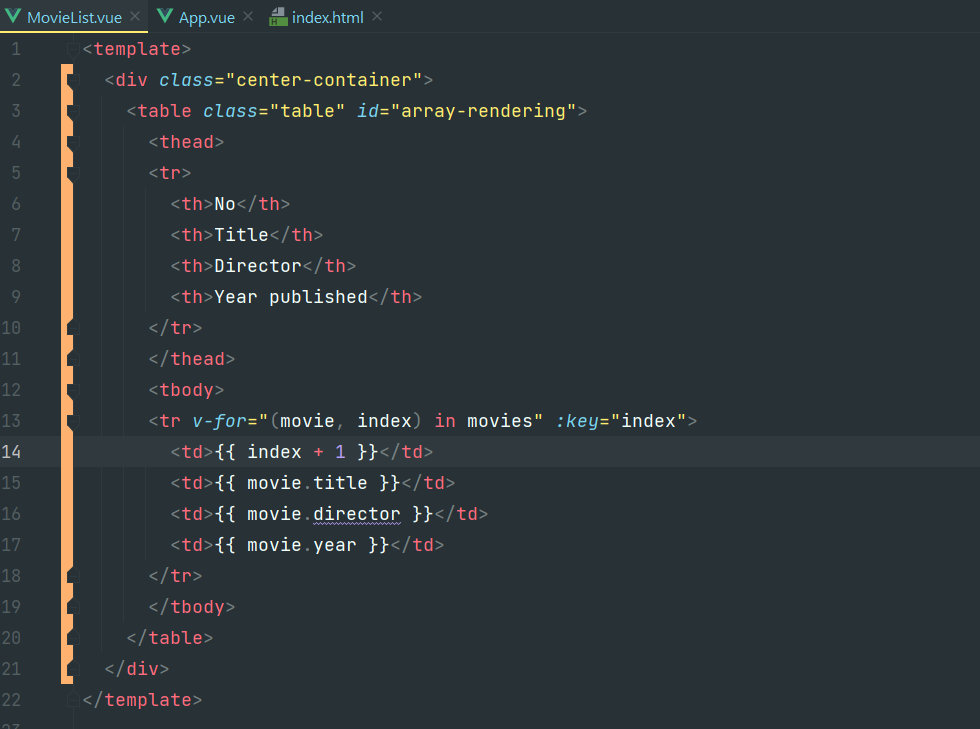 MovieList.vue App.vue index.html
1 <template>
2 <div class="center-container">
3 <table class="table" id="array-rendering">
4 <thead>
5 <tr>
6 <th>No</th>
7 <th>Title</th>
8 <th>Director</th>
9 <th>Year published</th>
10 </tr>
11 </thead>
12 <tbody>
13 <tr v-for="(movie, index) in movies" :key="index">
14 <td>{{ index + 1 }}</td>
15 <td>{{ movie.title }}</td>
16 <td>{{ movie.director }}</td>
17 <td>{{ movie.year }}</td>
18 </tr>
19 </tbody>
20 </table>
21 </div>
22 </template>